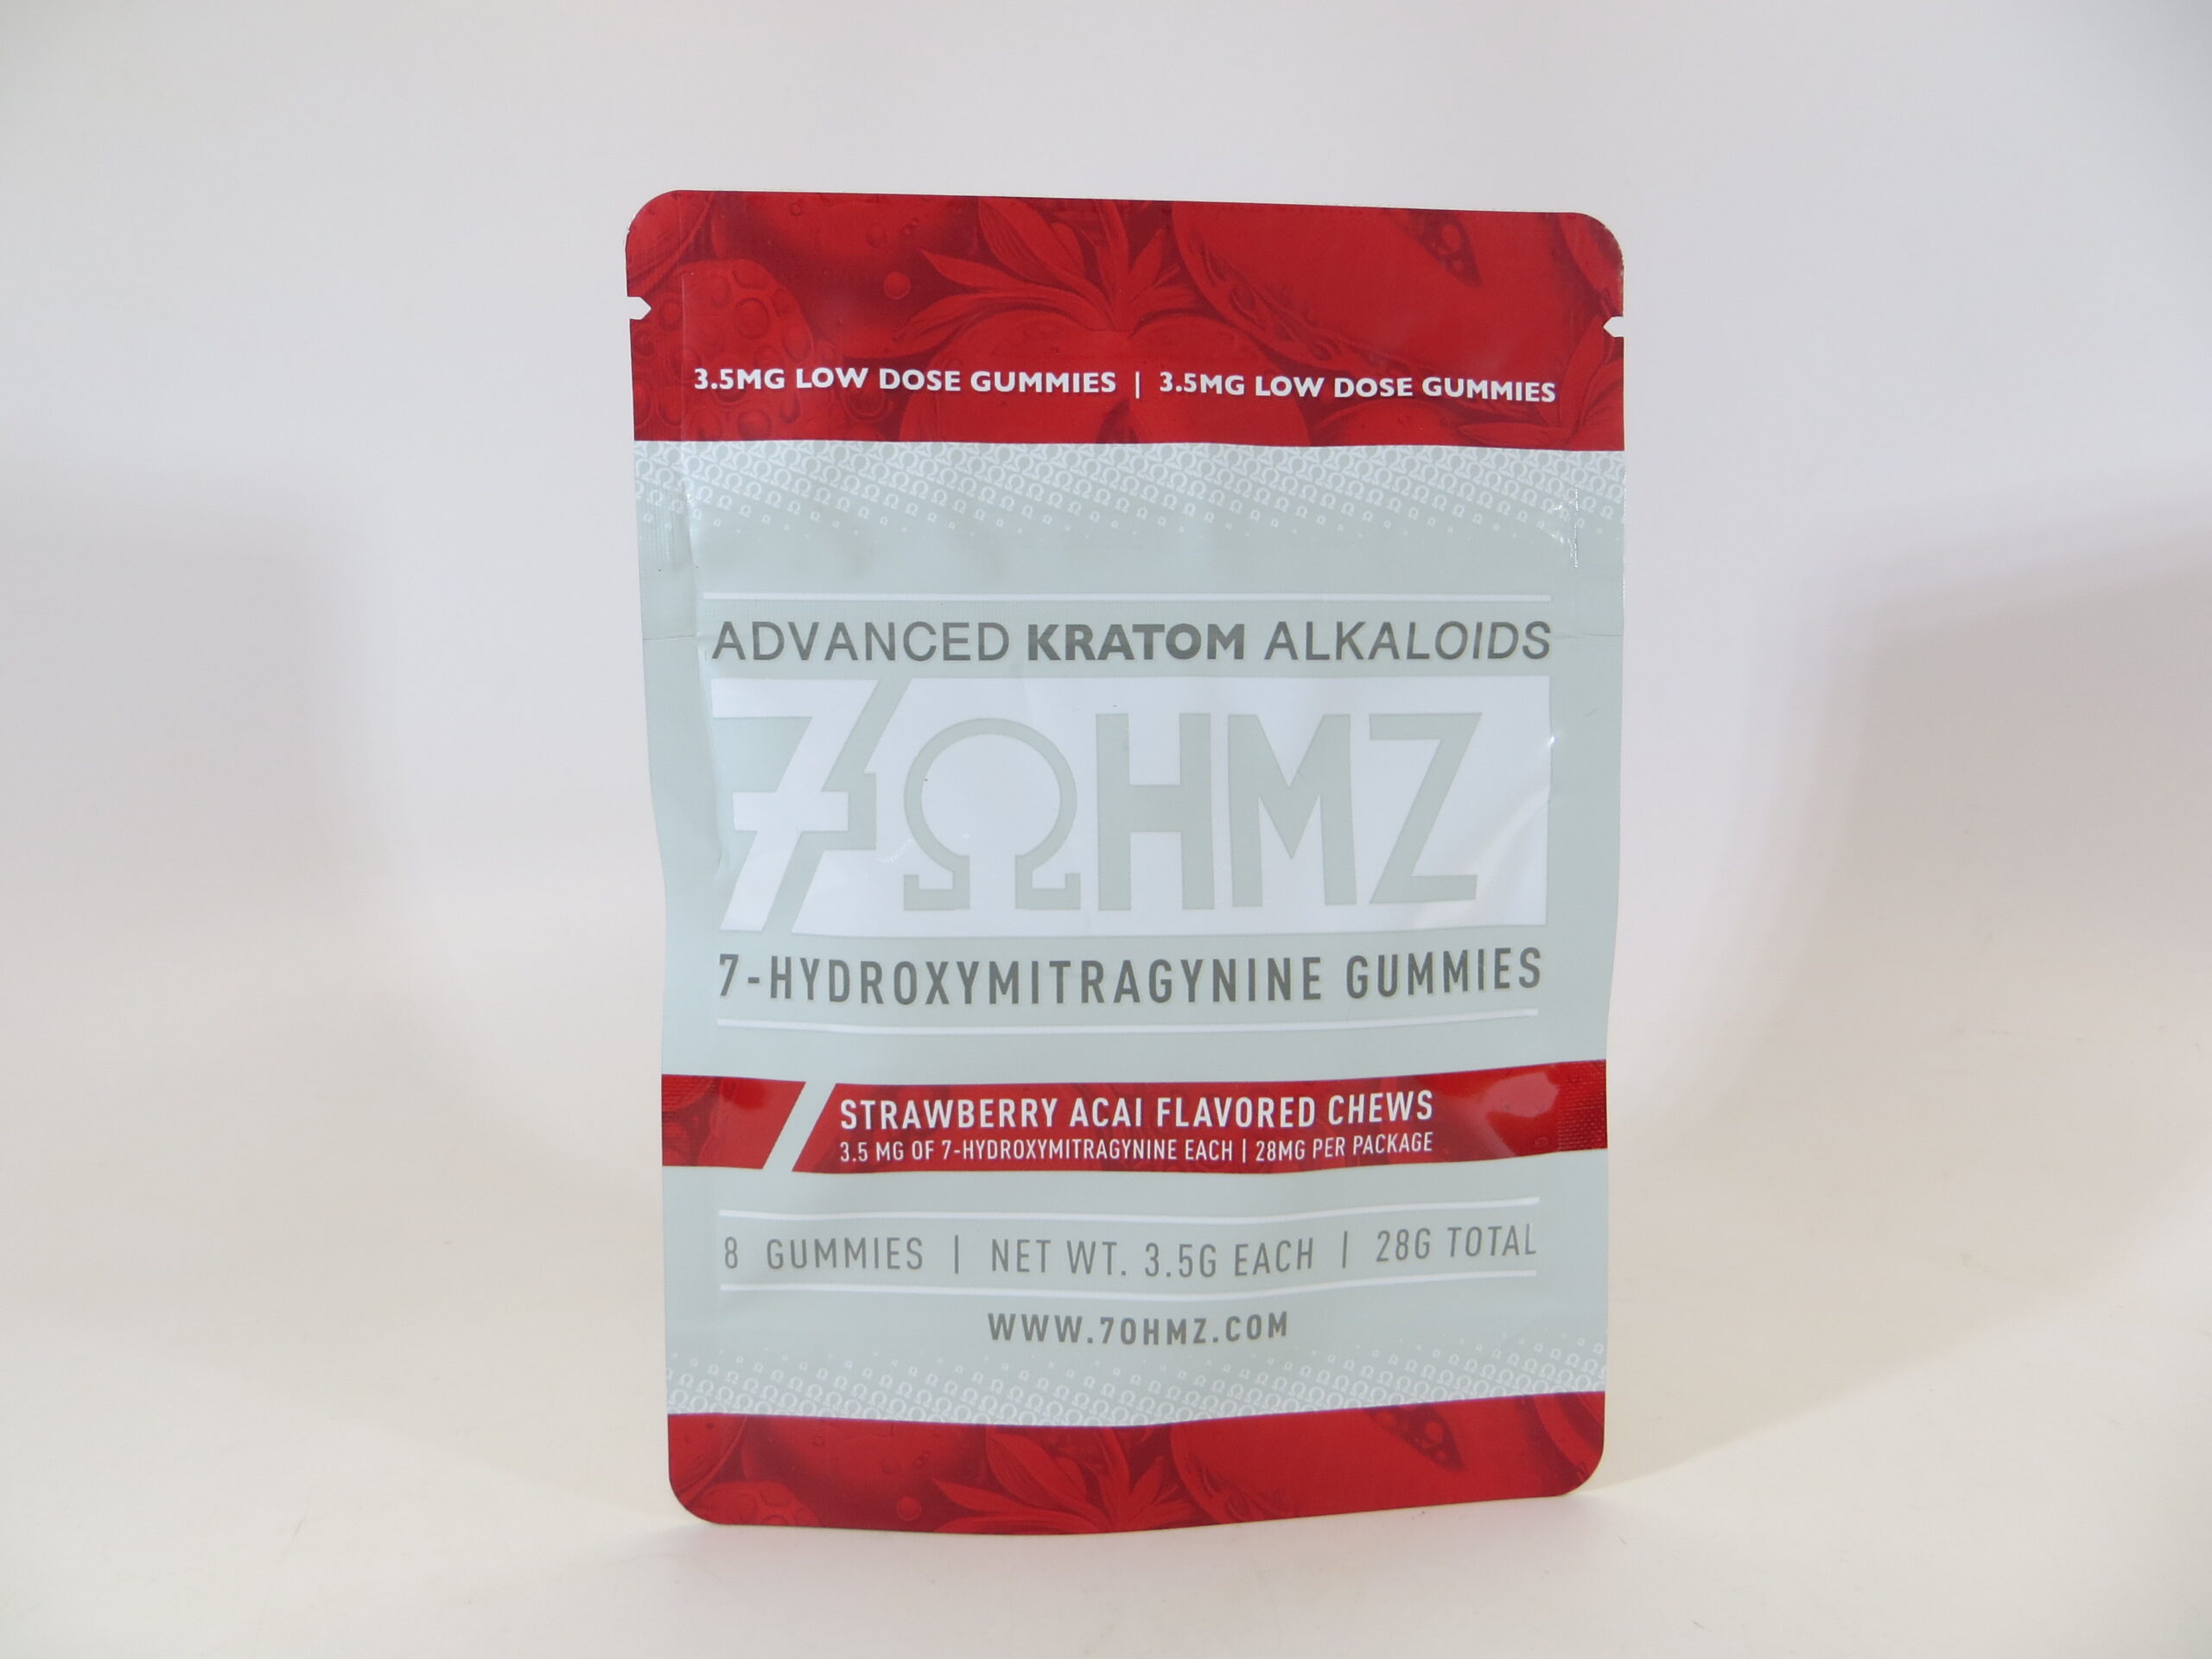 3.5MG LOW DOSE GUMMIES | 3.5MG LOW DOSE GUMMIES
ADVANCED KRATOM ALKALOIDS
7ΩHMZ
7-HYDROXYMITRAGYNINE GUMMIES
STRAWBERRY ACAI FLAVORED CHEWS
3.5 MG OF 7-HYDROXYMITRAGYNINE EACH | 28MG PER PACKAGE
8 GUMMIES | NET WT. 3.5G EACH | 28G TOTAL
WWW.7OHMZ.COM